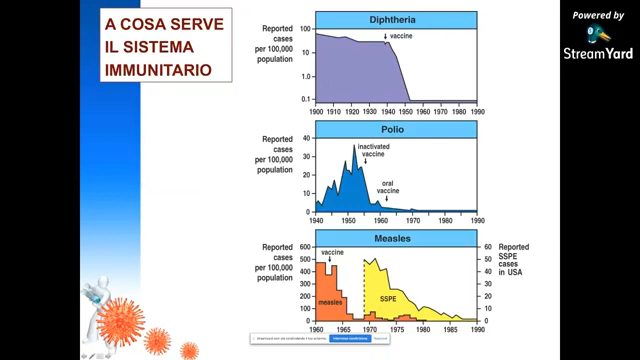 A COSA SERVE
IL SISTEMA
IMMUNITARIO
Powered by
StreamYard
Diphtheria
Reported
cases
per 100,000
population
vaccine
100
10
1.0
0.1
1900 1910 1920 1930 1940 1950 1960 1970 1980 1990
Polio
Reported
cases
per 100,000
population
inactivated
vaccine
oral
vaccine
40
30
20
10
0
1940 1950 1960 1970 1980 1990
Measles
Reported
cases
per 100,000
population
vaccine
600
500
400
300
200
100
0
measles
SSPE
60
50
40
30
20
10
0
Reported
SSPE
cases
in USA
1960 1965 1970 1975 1980 1985 1990